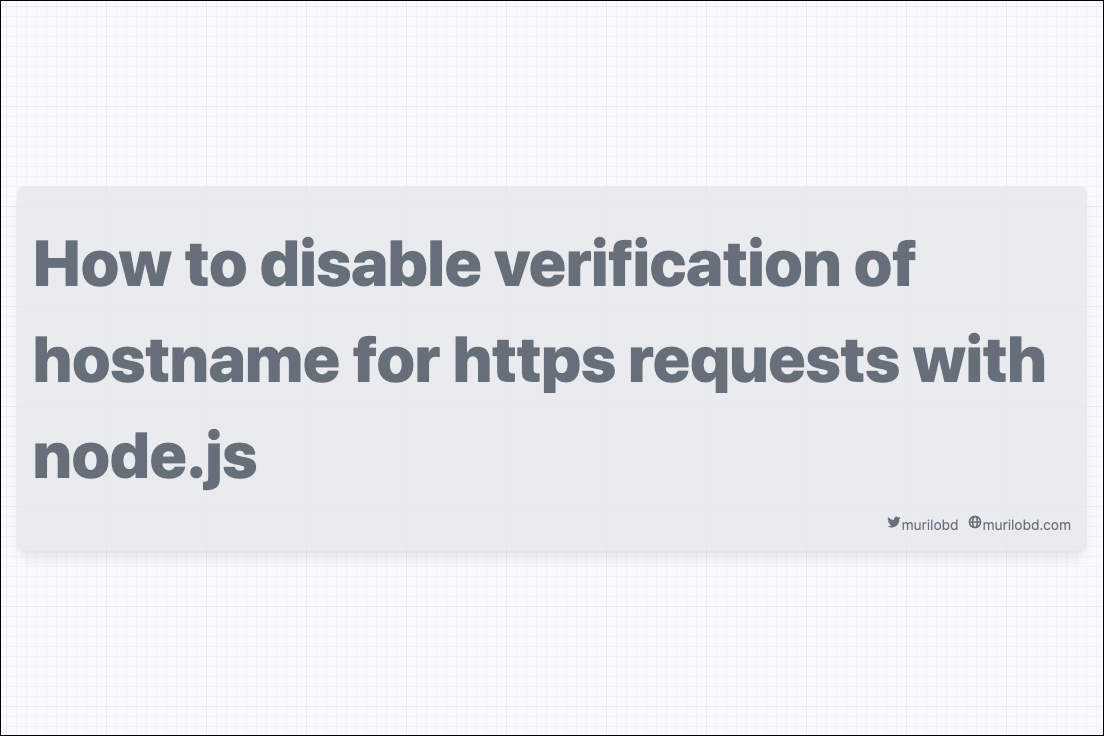 How to disable verification of
hostname for https requests with
node.js
murilobd murilobd.com